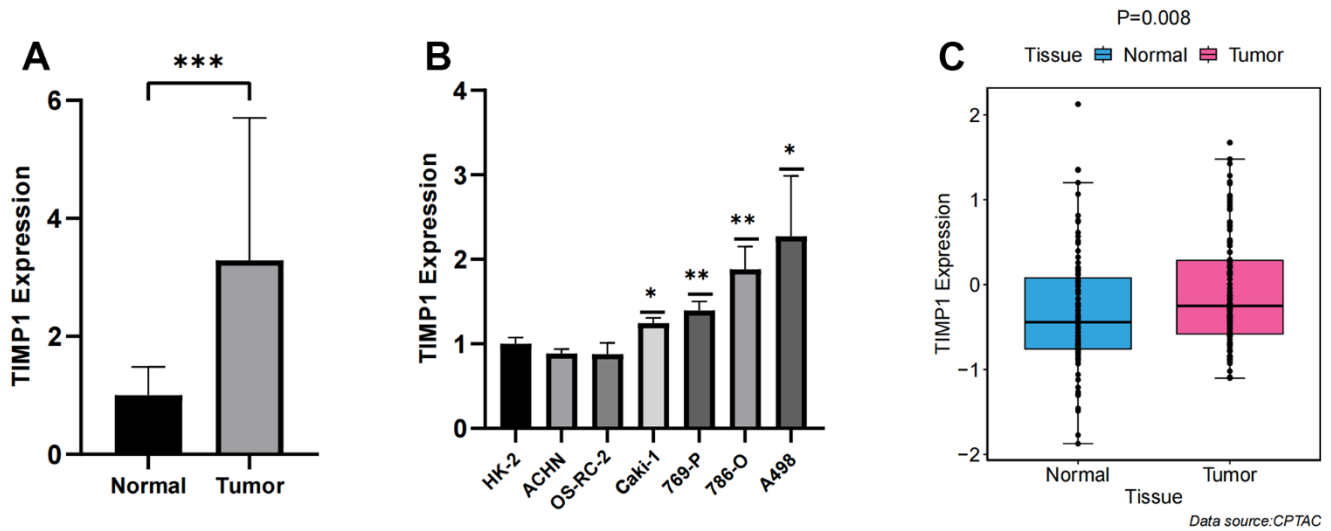 A
***
TIMP1 Expression
6
4
2
0
Normal Tumor
B
TIMP1 Expression
4
3
2
1
0
*
**
**
*
HK-2 ACHN OS-RC-2 Caki-1 769-P 786-O A498
C
P=0.008
Tissue Normal Tumor
TIMP1 Expression
2
1
0
−1
−2
Normal Tumor
Tissue
Data source:CPTAC